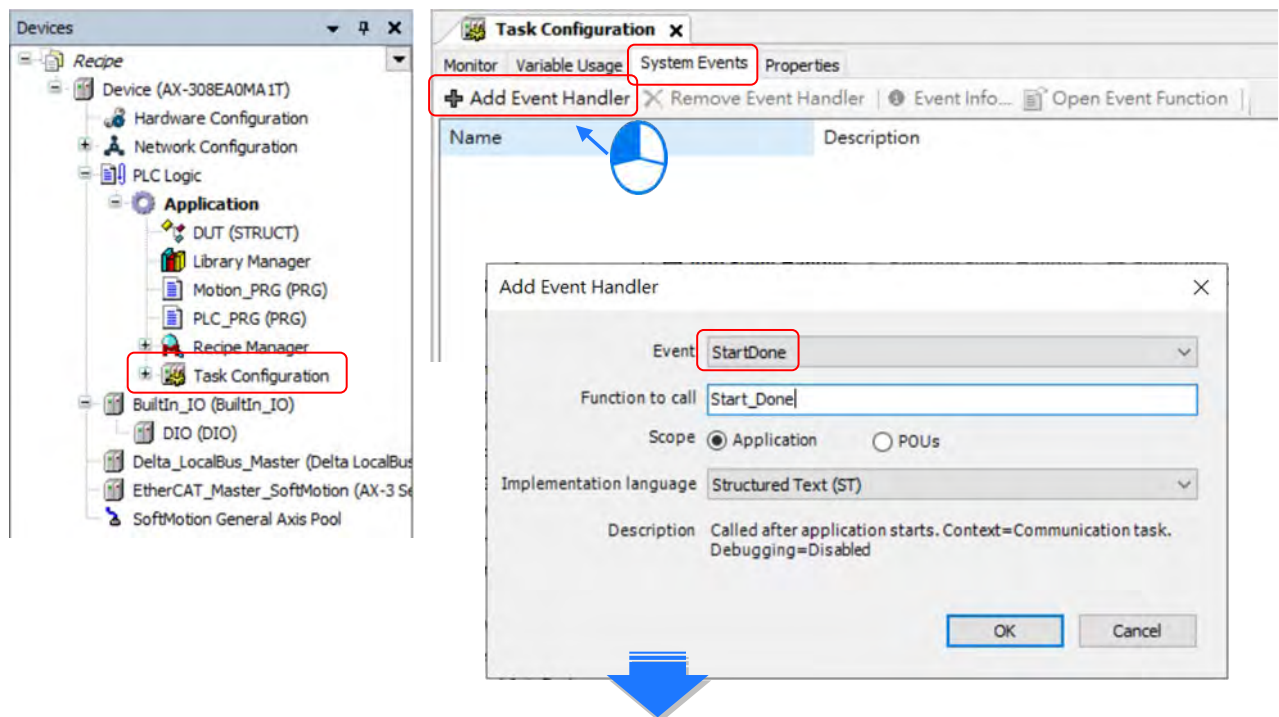 Devices
Recipe
Device (AX-308EA0MA1T)
Hardware Configuration
Network Configuration
PLC Logic
Application
DUT (STRUCT)
Library Manager
Motion_PRG (PRG)
PLC_PRG (PRG)
Recipe Manager
Task Configuration
BuiltIn_IO (BuiltIn_IO)
DIO (DIO)
Delta_LocalBus_Master (Delta LocalBus
EtherCAT_Master_SoftMotion (AX-3 Se
SoftMotion General Axis Pool
Task Configuration
Monitor Variable Usage System Events Properties
Add Event Handler Remove Event Handler Event Info... Open Event Function
Name Description
Add Event Handler
Event StartDone
Function to call Start_Done
Scope Application POUs
Implementation language Structured Text (ST)
Description Called after application starts. Context=Communication task.
Debugging=Disabled
OK Cancel